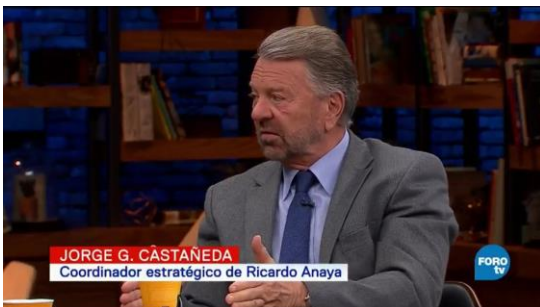 JORGE G. CASTAÑEDA
Coordinador estratégico de Ricardo Anaya
FORO
tv